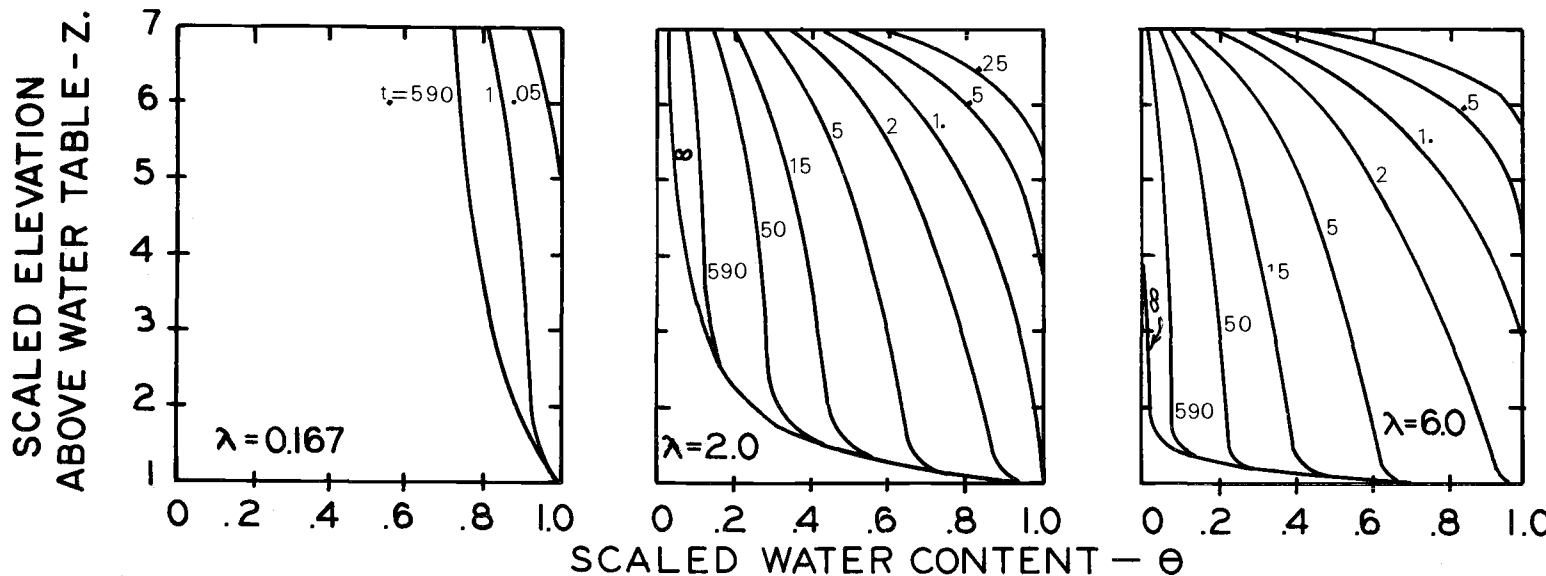 SCALED ELEVATION
ABOVE WATER TABLE-Z.
7
6
5
4
3
2
1
t.=590
1
.05
λ=0.167
0 .2 .4 .6 .8 1.0
.25
.5
1.
2
5
15
50
590
∞
λ=2.0
0 .2 .4 .6 .8 1.0
.5
1.
2
5
15
50
590
∞
λ=6.0
0 .2 .4 .6 .8 1.0
SCALED WATER CONTENT – Θ